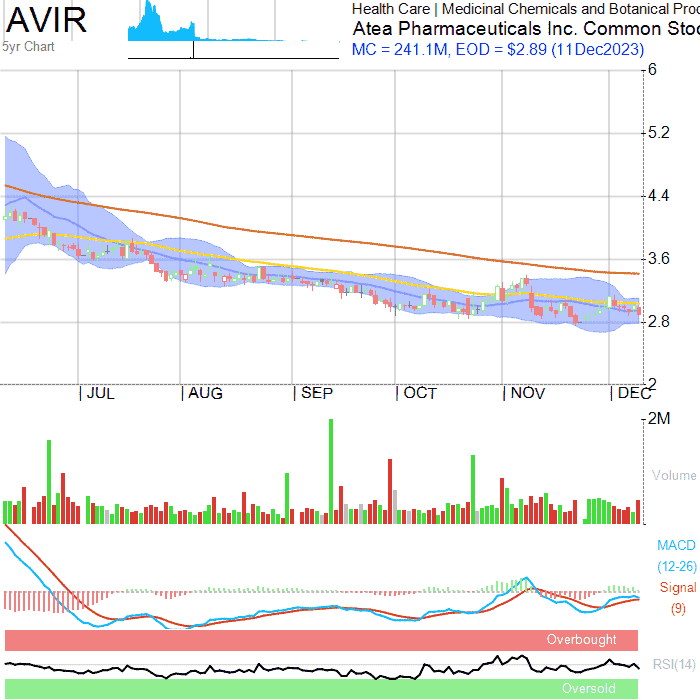 AVIR
5yr Chart
Health Care | Medicinal Chemicals and Botanical
Atea Pharmaceuticals Inc. Common
MC = 241.1M, EOD = $2.89 (11Dec2023)
6
5.2
4.4
3.6
2.8
2
JUL AUG SEP OCT NOV DEC
2M
Volume
MACD
(12-26)
Signal
(9)
Overbought
RSI(14)
Oversold